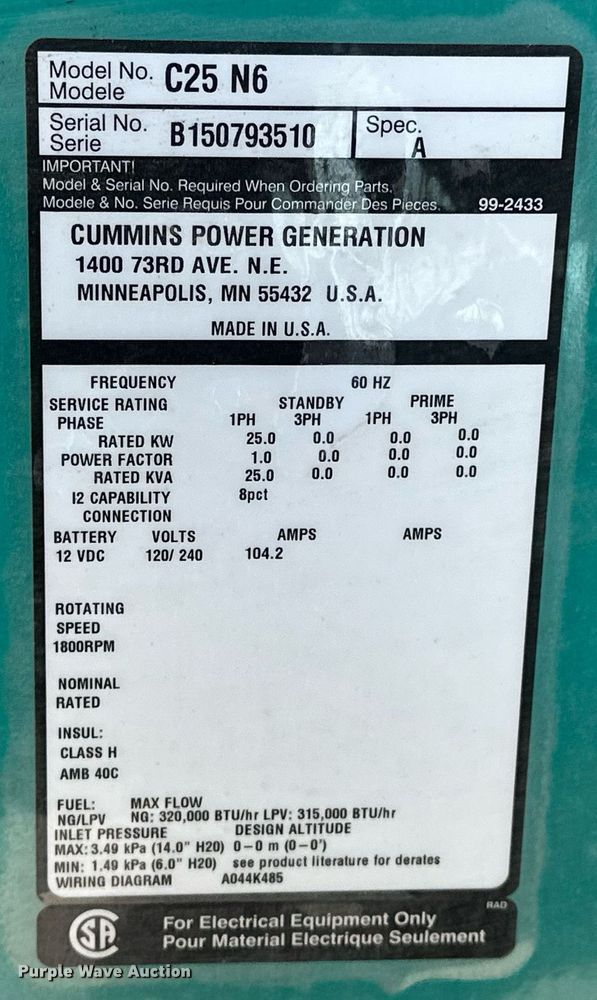 Model No. C25 N6
Modele
Serial No. B150793510 Spec.
Serie A
IMPORTANT!
Model & Serial No. Required When Ordering Parts.
Modele & No. Serie Requis Pour Commander Des Pieces. 99-2433
CUMMINS POWER GENERATION
1400 73RD AVE. N.E.
MINNEAPOLIS, MN 55432 U.S.A.
MADE IN U.S.A.
FREQUENCY 60 HZ
SERVICE RATING STANDBY PRIME
PHASE 1PH 3PH 1PH 3PH
RATED KW 25.0 0.0 0.0 0.0
POWER FACTOR 1.0 0.0 0.0 0.0
RATED KVA 25.0 0.0 0.0 0.0
I2 CAPABILITY 8pct
CONNECTION
BATTERY VOLTS AMPS AMPS
12 VDC 120/ 240 104.2
ROTATING
SPEED
1800RPM
NOMINAL
RATED
INSUL:
CLASS H
AMB 40C
FUEL: MAX FLOW
NG/LPV NG: 320,000 BTU/hr LPV: 315,000 BTU/hr
INLET PRESSURE DESIGN ALTITUDE
MAX: 3.49 kPa (14.0" H20) 0-0 m (0-0')
MIN: 1.49 kPa (6.0" H20) see product literature for derates
WIRING DIAGRAM A044K485
RAD
SA For Electrical Equipment Only
Pour Material Electrique Seulement
Purple Wave Auction